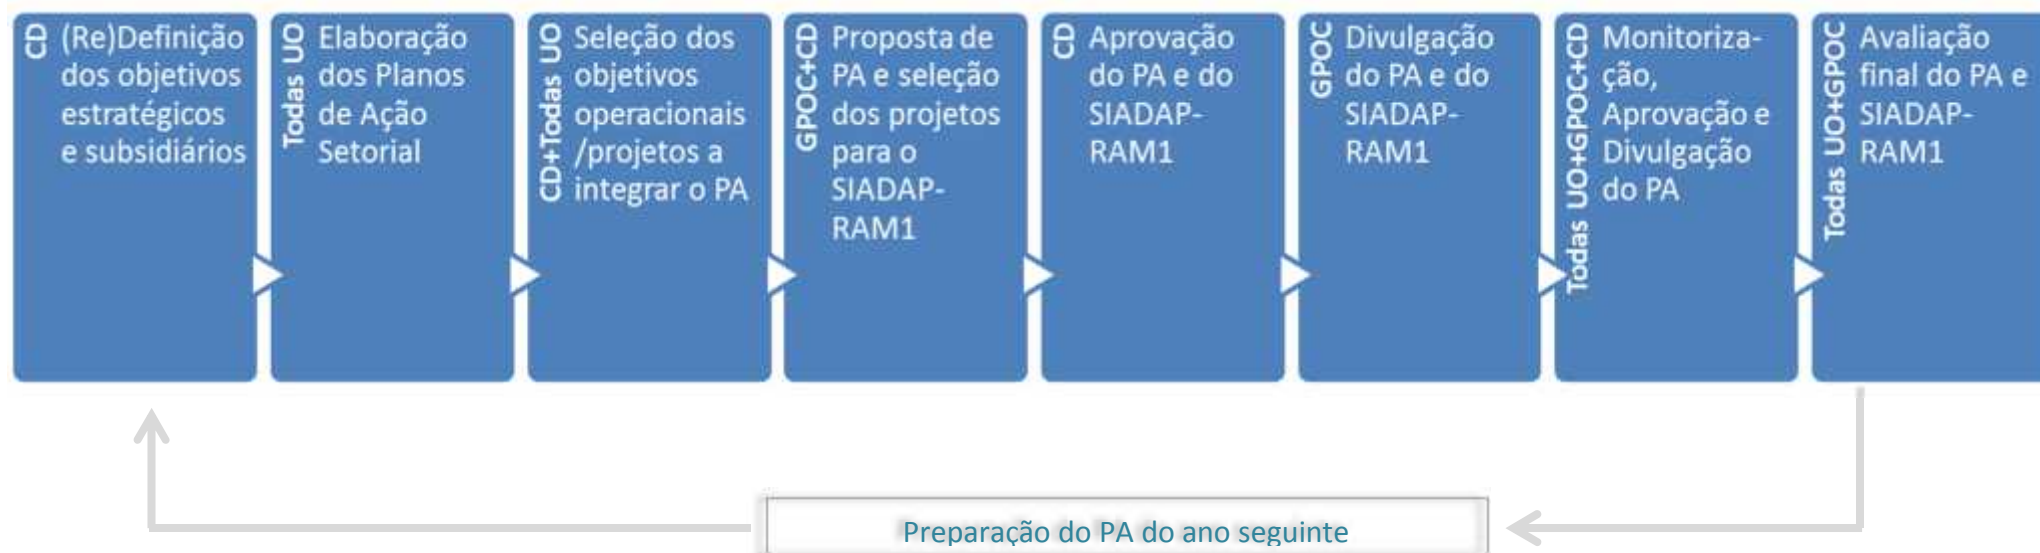 CD
(Re)Definição
dos objetivos
estratégicos
e subsidiários
Todas UO
Elaboração
dos Planos
de Ação
Setorial
CD+Todas UO
Seleção dos
objetivos
operacionais
/projetos a
integrar o PA
GPOC+CD
Proposta de
PA e seleção
dos projetos
para o
SIADAP-
RAM1
CD
Aprovação
do PA e do
SIADAP-
RAM1
GPOC
Divulgação
do PA e do
SIADAP-
RAM1
Todas UO+GPOC+CD
Monitoriza-
ção,
Aprovação e
Divulgação
do PA
Todas UO+GPOC
Avaliação
final do PA e
SIADAP-
RAM1
Preparação do PA do ano seguinte